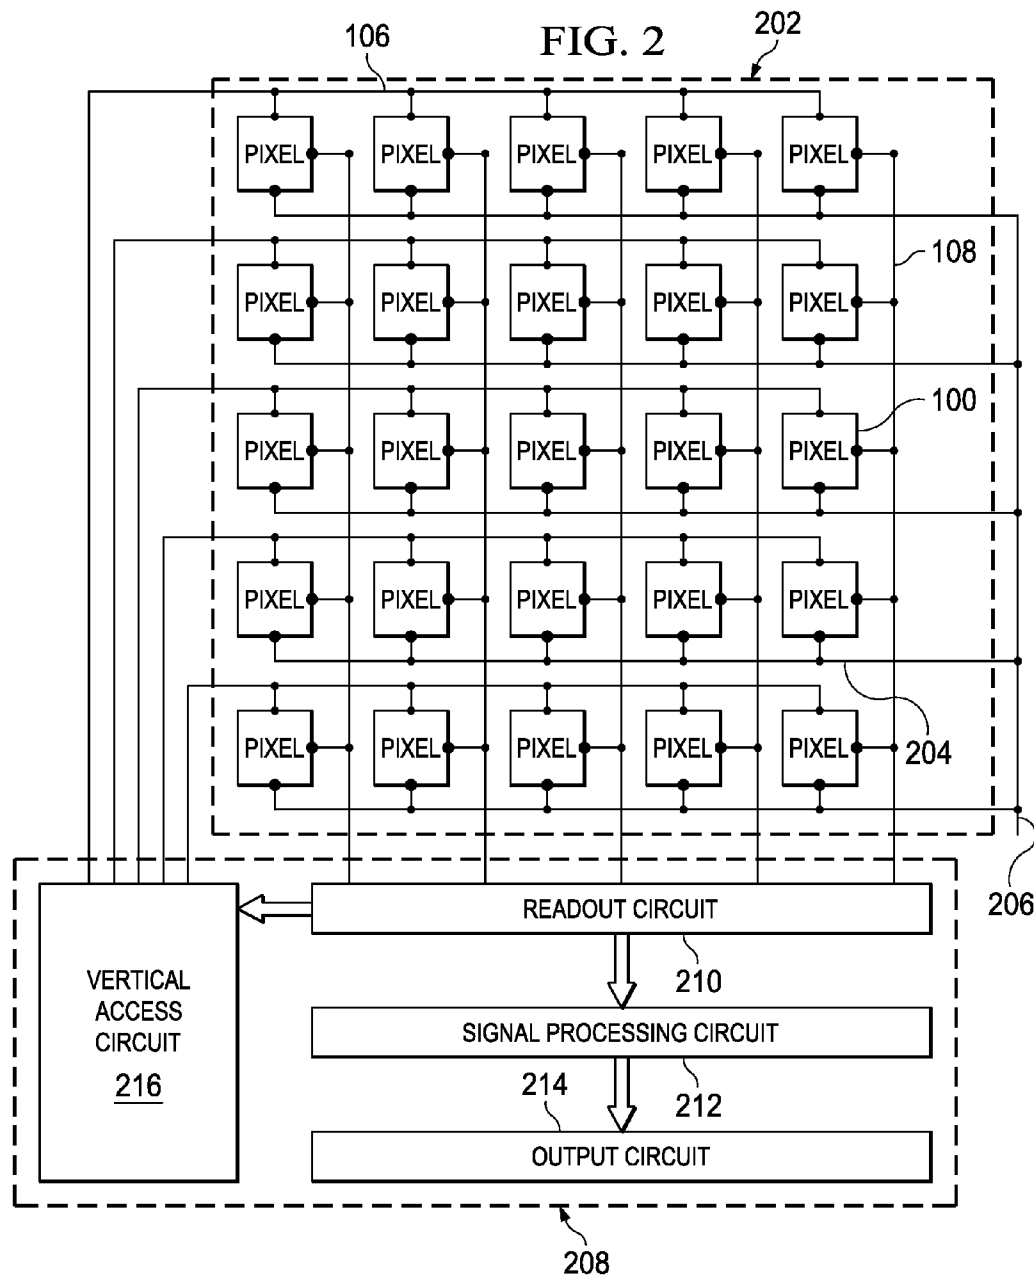 FIG. 2
202
106
PIXEL PIXEL PIXEL PIXEL PIXEL
108
PIXEL PIXEL PIXEL PIXEL PIXEL
100
PIXEL PIXEL PIXEL PIXEL PIXEL
PIXEL PIXEL PIXEL PIXEL PIXEL
204
PIXEL PIXEL PIXEL PIXEL PIXEL
206
READOUT CIRCUIT
210
VERTICAL
ACCESS
CIRCUIT
216
SIGNAL PROCESSING CIRCUIT
212
214
OUTPUT CIRCUIT
208